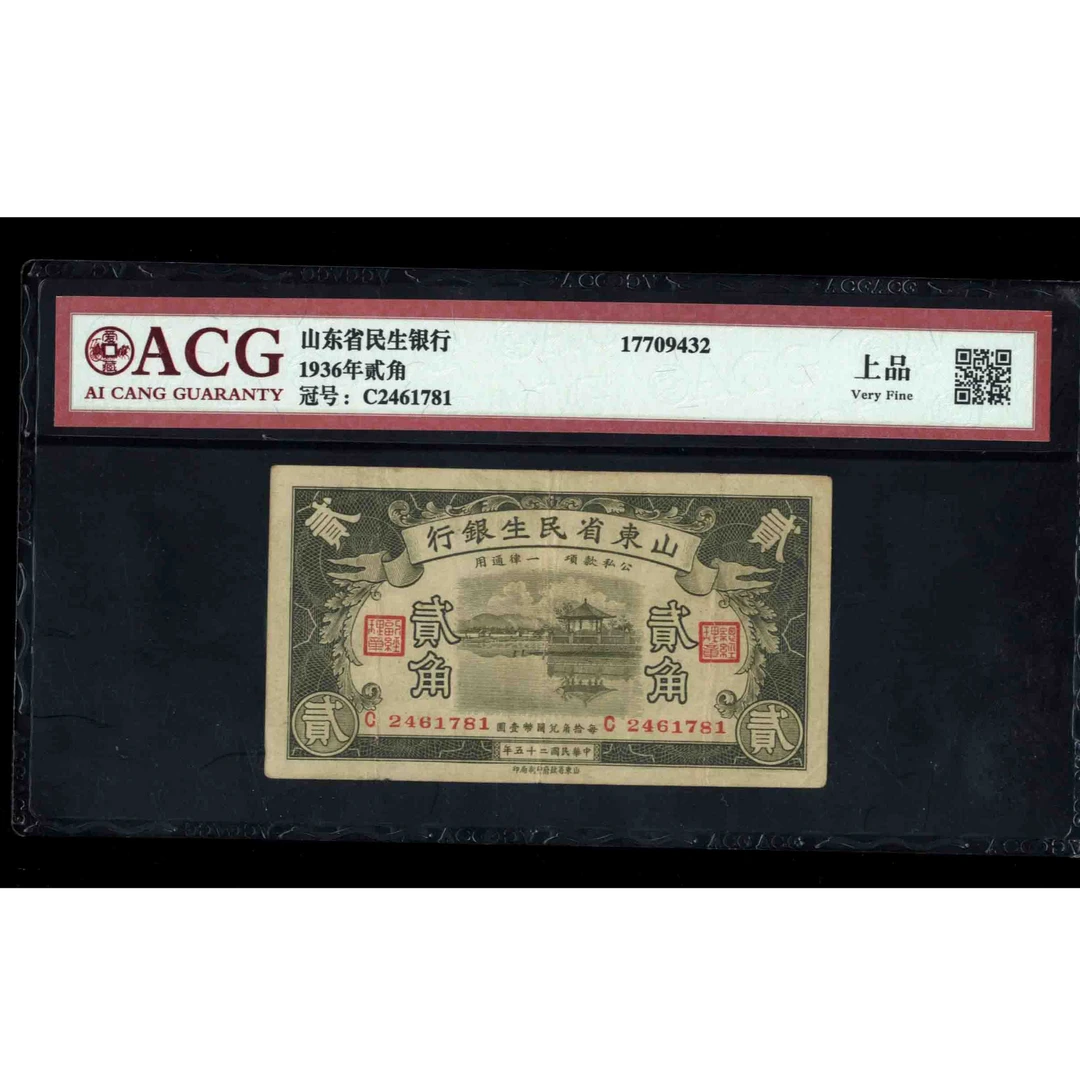 ACG
AI CANG GUARANTY
山东省民生银行
1936年贰角
冠号：C2461781
17709432
上品
Very Fine
貳
貳
山東省民生銀行
公私款項 一律通用
貳角
貳角
C 2461781
每拾角兌國幣壹圓
C 2461781
貳
貳
中華民國二十五年